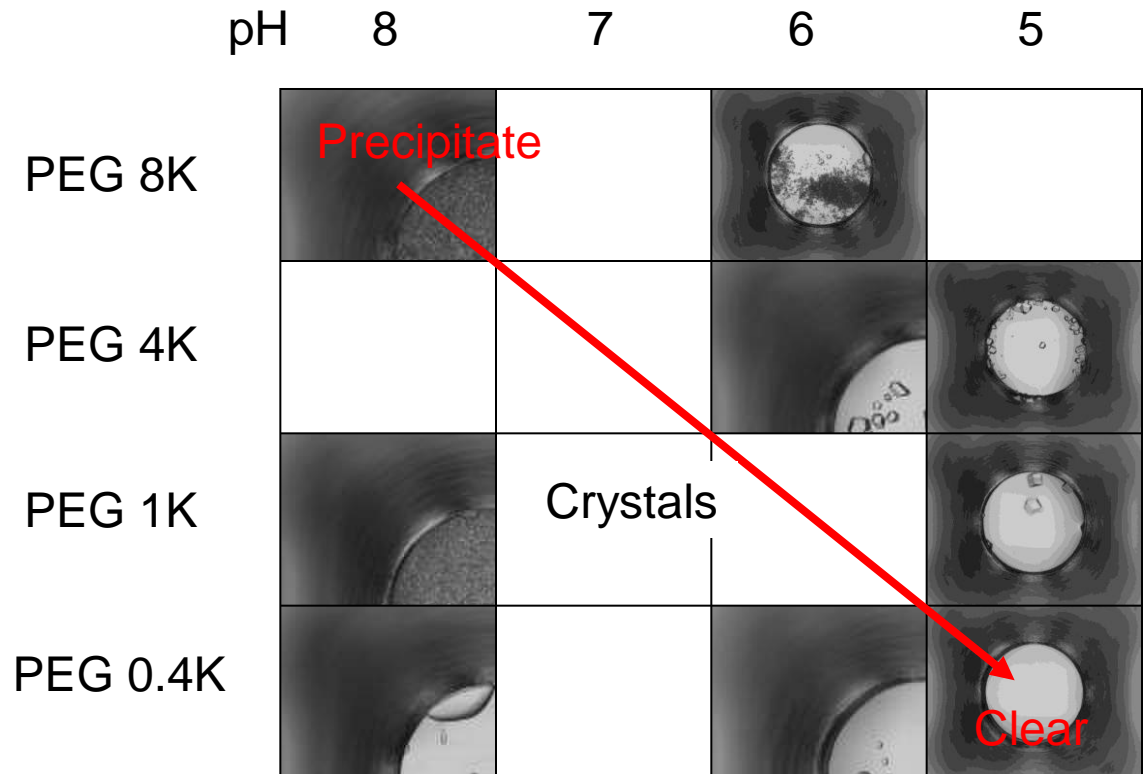 pH 8 7 6 5
Precipitate
PEG 8K
PEG 4K
PEG 1K
Crystals
PEG 0.4K
Clear